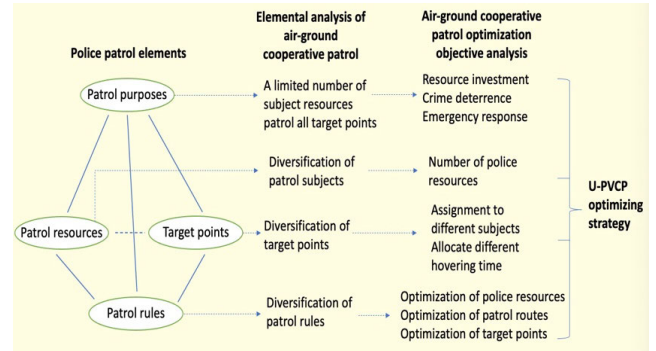 Police patrol elements
Elemental analysis of
air-ground
cooperative patrol
Air-ground cooperative
patrol optimization
objective analysis
Patrol purposes
A limited number of
subject resources
patrol all target points
Resource investment
Crime deterrence
Emergency response
Diversification of
patrol subjects
Number of police
resources
Patrol resources
Target points
Diversification of
target points
Assignment to
different subjects
Allocate different
hovering time
Patrol rules
Diversification of
patrol rules
Optimization of police resources
Optimization of patrol routes
Optimization of target points
U-PVCP
optimizing
strategy